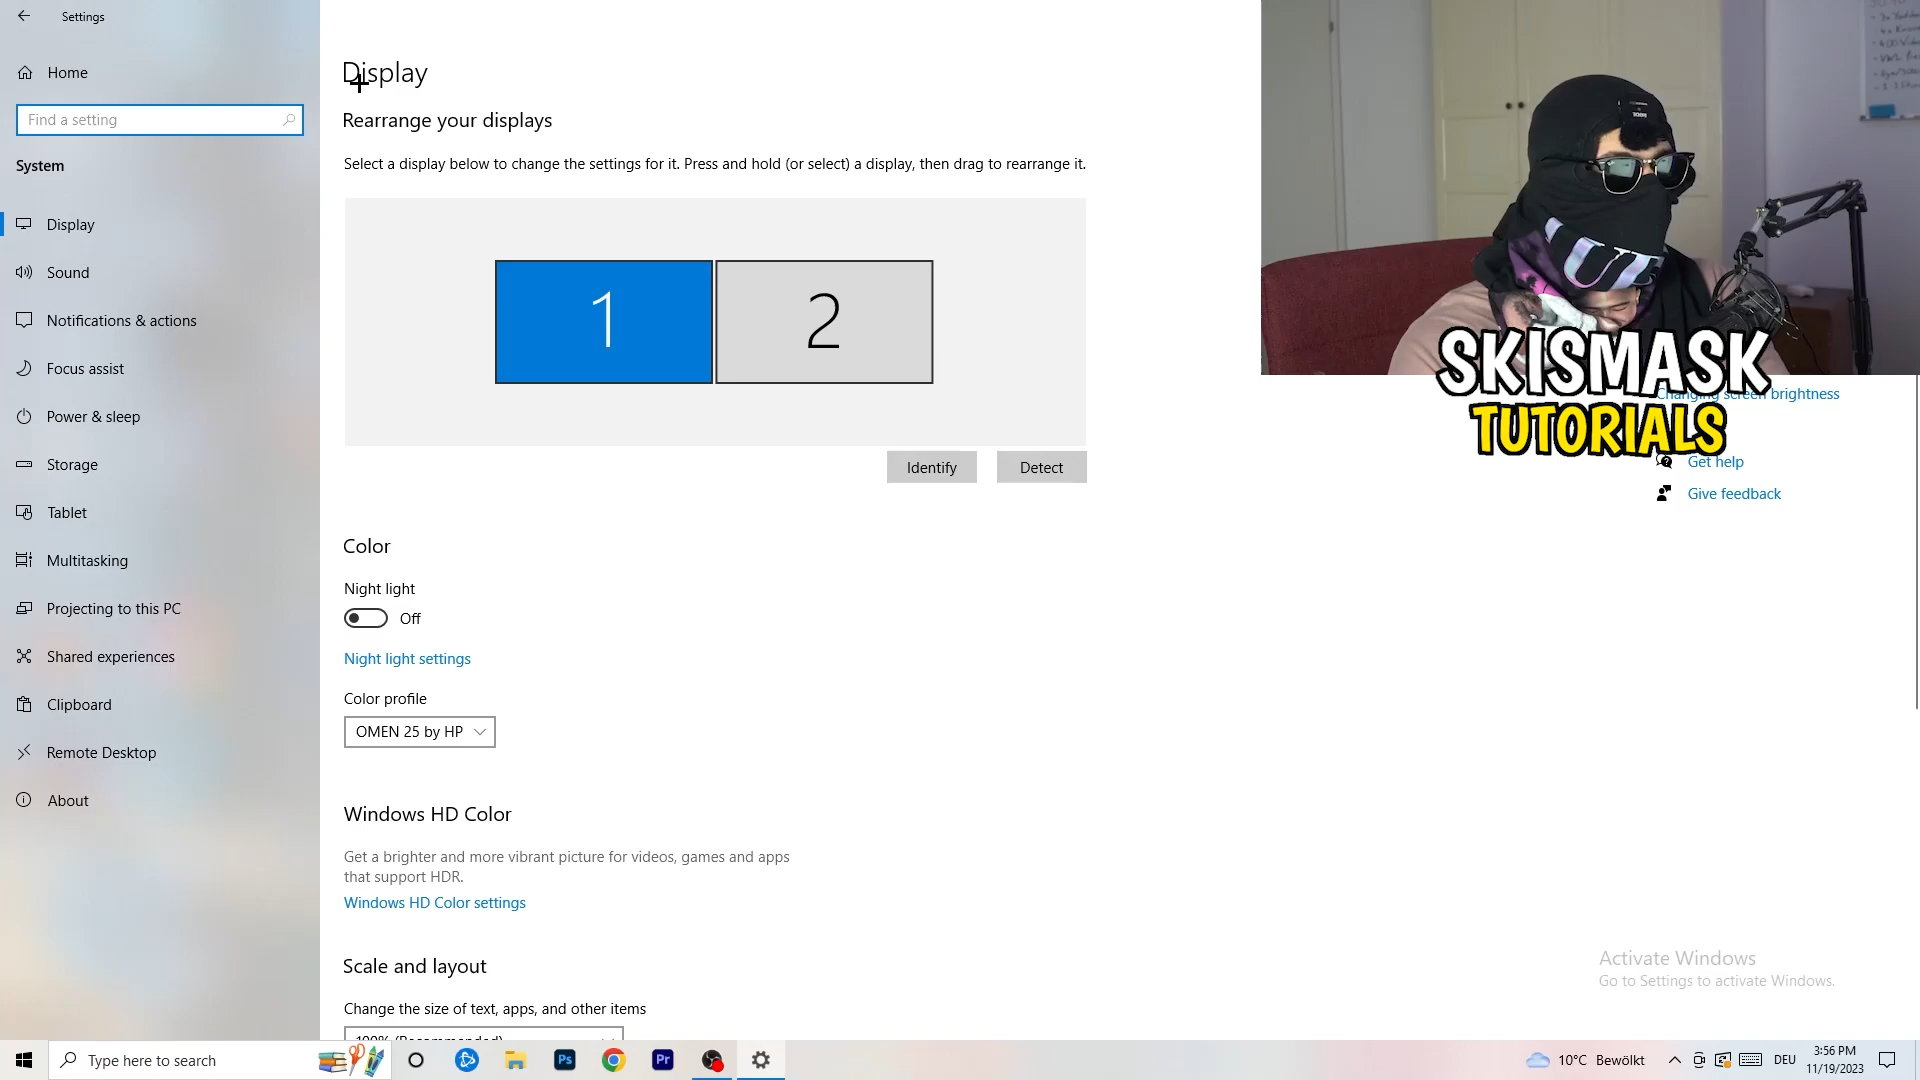 Settings
Home
Find a setting
System
Display
Sound
Notifications & actions
Focus assist
Power & sleep
Storage
Tablet
Multitasking
Projecting to this PC
Shared experiences
Clipboard
Remote Desktop
About
Display
Rearrange your displays
Select a display below to change the settings for it. Press and hold (or select) a display, then drag to rearrange it.
1
2
Identify
Detect
Color
Night light
Off
Night light settings
Color profile
OMEN 25 by HP
Windows HD Color
Get a brighter and more vibrant picture for videos, games and apps
that support HDR.
Windows HD Color settings
Scale and layout
Change the size of text, apps, and other items
100% (Recommended)
SKISMASK
TUTORIALS
Changing screen brightness
Get help
Give feedback
Activate Windows
Go to Settings to activate Windows.
Type here to search
Ps
Pr
10°C Bewölkt
DEU
3:56 PM
11/19/2023